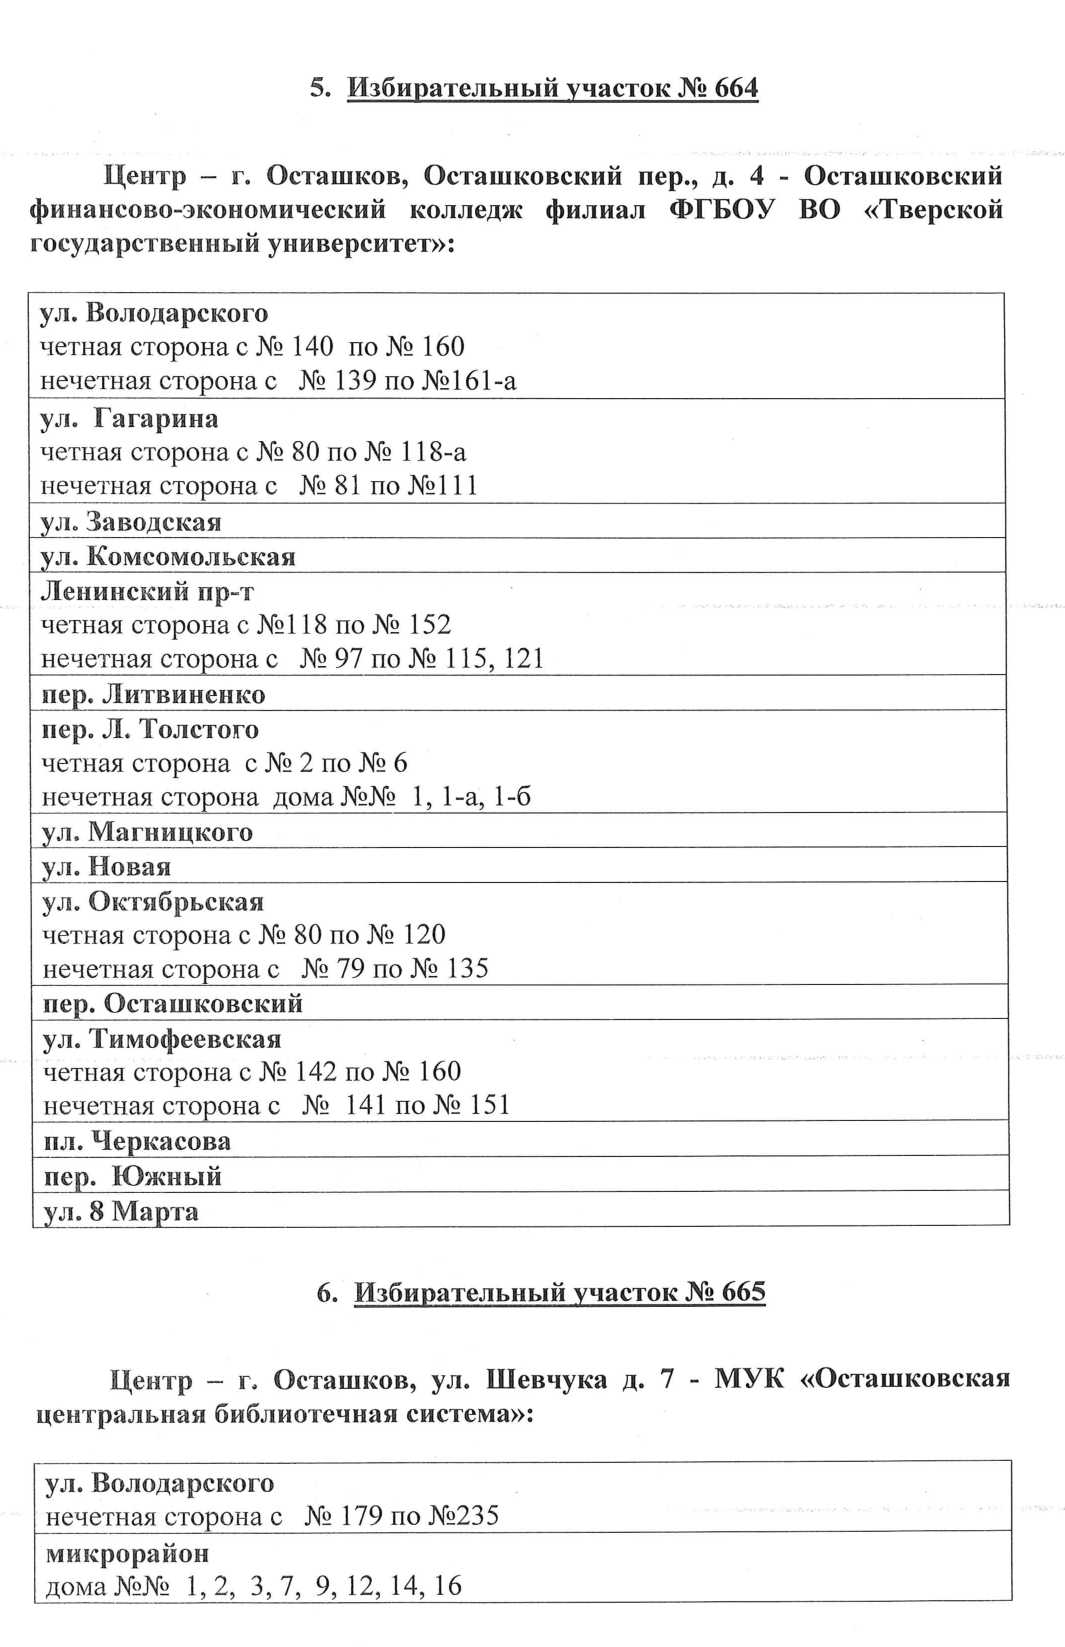 5. Избирательный участок № 664
Центр – г. Осташков, Осташковский пер., д. 4 - Осташковский
финансово-экономический колледж филиал ФГБОУ ВО «Тверской
государственный университет»:
ул. Володарского
четная сторона с № 140 по № 160
нечетная сторона с № 139 по №161-а
ул. Гагарина
четная сторона с № 80 по № 118-а
нечетная сторона с № 81 по №111
ул. Заводская
ул. Комсомольская
Ленинский пр-т
четная сторона с №118 по № 152
нечетная сторона с № 97 по № 115, 121
пер. Литвиненко
пер. Л. Толстого
четная сторона с № 2 по № 6
нечетная сторона дома №№ 1, 1-а, 1-б
ул. Магницкого
ул. Новая
ул. Октябрьская
четная сторона с № 80 по № 120
нечетная сторона с № 79 по № 135
пер. Осташковский
ул. Тимофеевская
четная сторона с № 142 по № 160
нечетная сторона с № 141 по № 151
пл. Черкасова
пер. Южный
ул. 8 Марта
6. Избирательный участок № 665
Центр – г. Осташков, ул. Шевчука д. 7 - МУК «Осташковская
центральная библиотечная система»:
ул. Володарского
нечетная сторона с № 179 по №235
микрорайон
дома №№ 1, 2, 3, 7, 9, 12, 14, 16